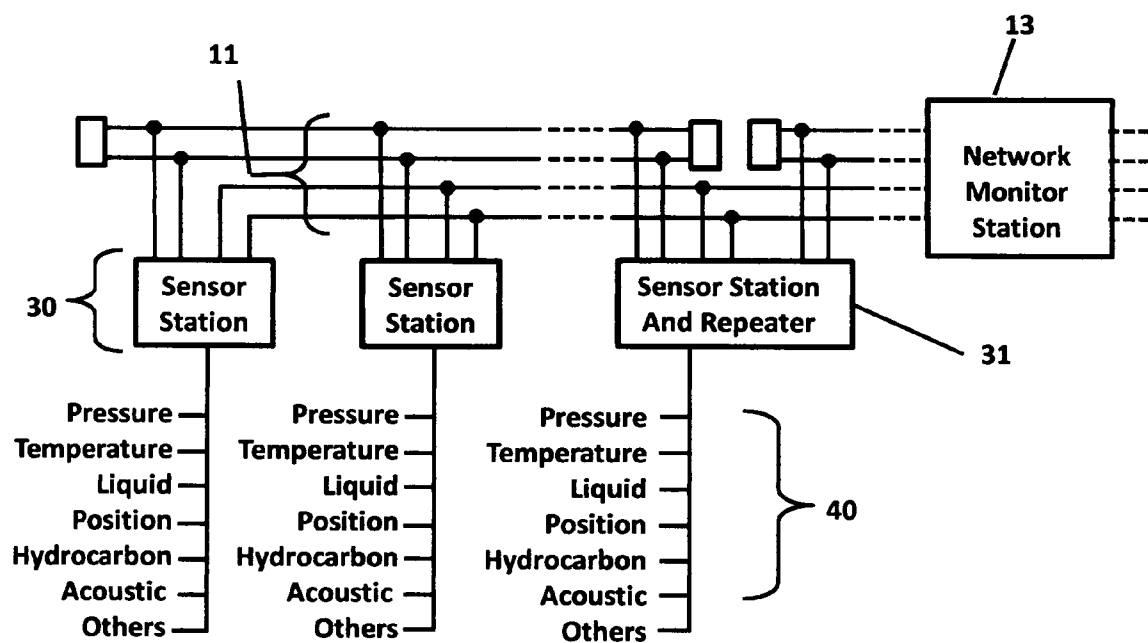 13
11
Network
Monitor
Station
30
Sensor
Station
Sensor
Station
Sensor Station
And Repeater
31
Pressure
Temperature
Liquid
Position
Hydrocarbon
Acoustic
Others
Pressure
Temperature
Liquid
Position
Hydrocarbon
Acoustic
Others
Pressure
Temperature
Liquid
Position
Hydrocarbon
Acoustic
Others
40